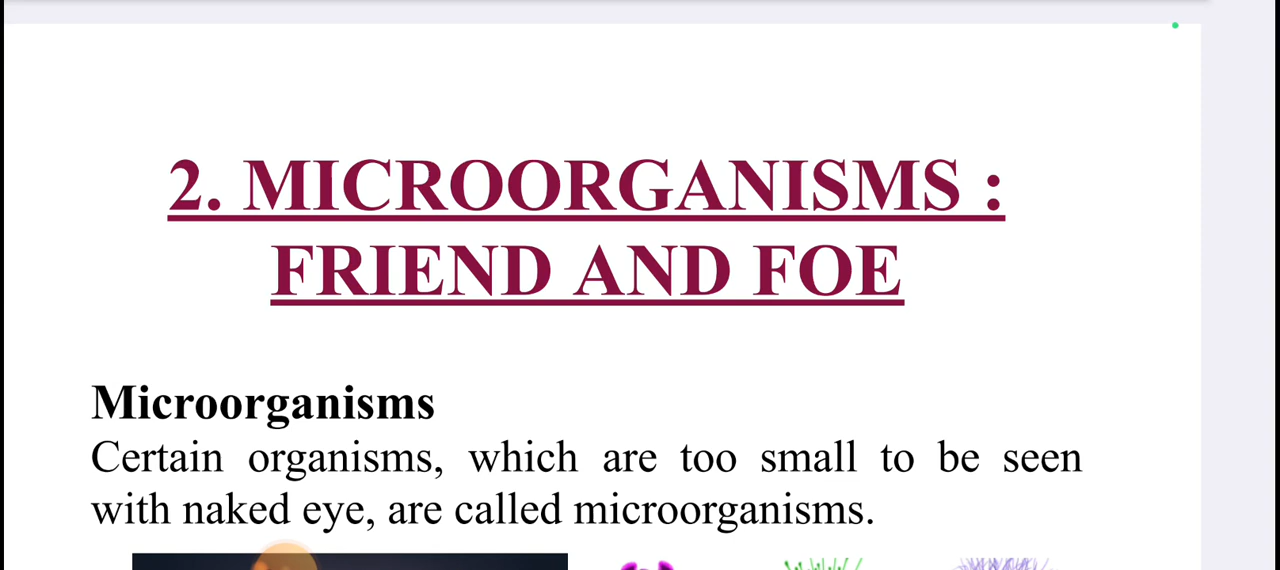 2. MICROORGANISMS :
FRIEND AND FOE
Microorganisms
Certain organisms, which are too small to be seen
with naked eye, are called microorganisms.